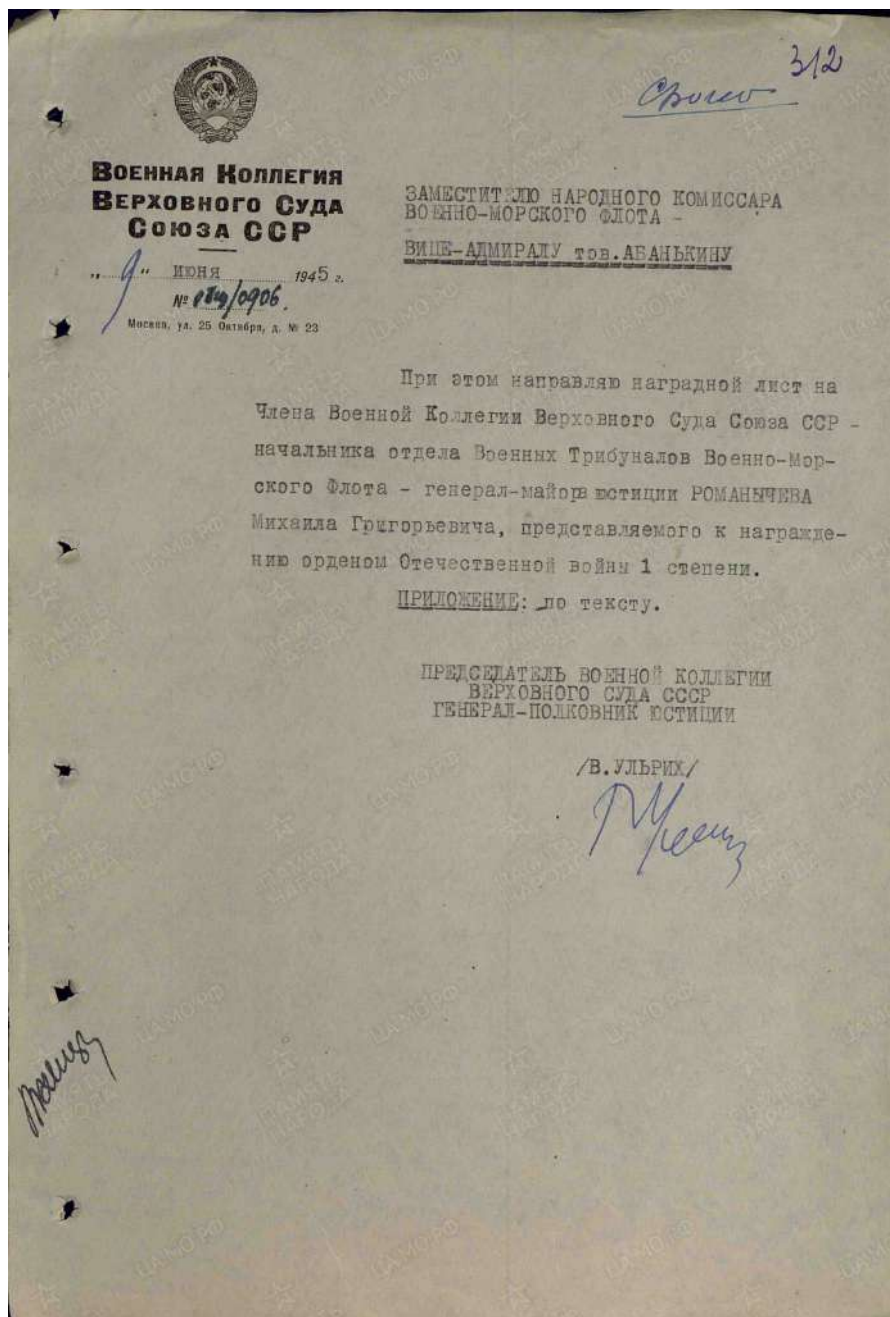 312
Срочно
ВОЕННАЯ КОЛЛЕГИЯ
ВЕРХОВНОГО СУДА
СОЮЗА ССР
„9" ИЮНЯ 1945 г.
№ /0906.
Москва, ул. 25 Октября, д. № 23
ЗАМЕСТИТЕЛЮ НАРОДНОГО КОМИССАРА
ВОЕННО-МОРСКОГО ФЛОТА -
ВИЦЕ-АДМИРАЛУ тов. АБАНЬКИНУ
При этом направляю наградной лист на
Члена Военной Коллегии Верховного Суда Союза ССР -
начальника отдела Военных Трибуналов Военно-Мор-
ского Флота - генерал-майора юстиции РОМАНЫЧЕВА
Михаила Григорьевича, представляемого к награжде-
нию орденом Отечественной войны 1 степени.
ПРИЛОЖЕНИЕ: по тексту.
ПРЕДСЕДАТЕЛЬ ВОЕННОЙ КОЛЛЕГИИ
ВЕРХОВНОГО СУДА СССР
ГЕНЕРАЛ-ПОЛКОВНИК ЮСТИЦИИ
/В.УЛЬРИХ/